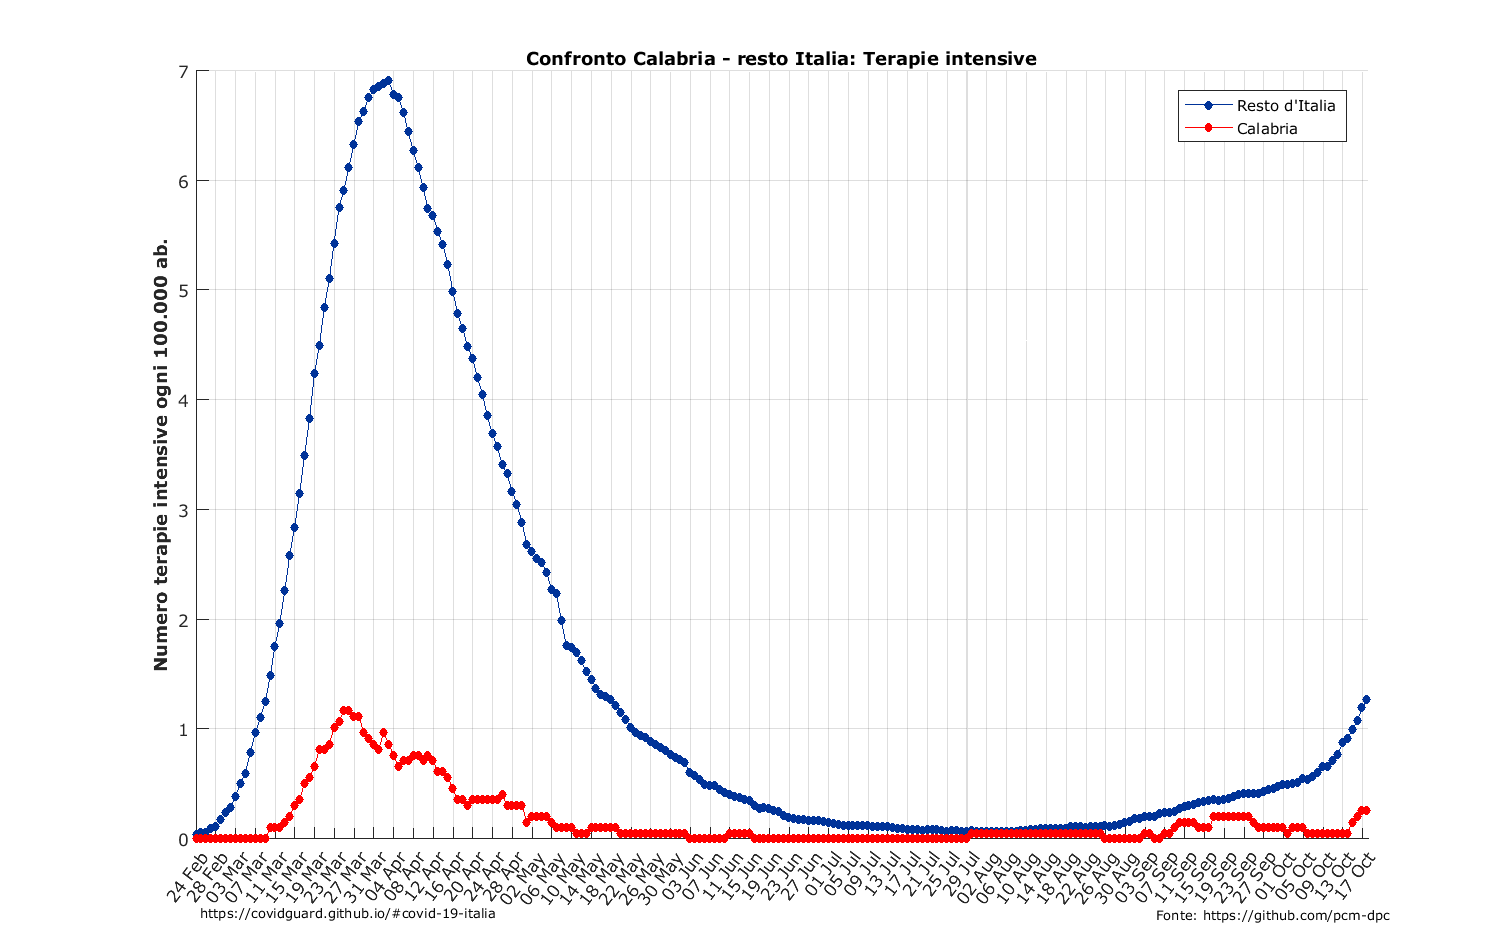 Confronto Calabria - resto Italia: Terapie intensive
Numero terapie intensive ogni 100.000 ab.
7
6
5
4
3
2
1
0
Resto d'Italia
Calabria
24 Feb
28 Feb
03 Mar
07 Mar
11 Mar
15 Mar
19 Mar
23 Mar
27 Mar
31 Mar
04 Apr
08 Apr
12 Apr
16 Apr
20 Apr
24 Apr
28 Apr
02 May
06 May
10 May
14 May
18 May
22 May
26 May
30 May
03 Jun
07 Jun
11 Jun
15 Jun
19 Jun
23 Jun
27 Jun
01 Jul
05 Jul
09 Jul
13 Jul
17 Jul
21 Jul
25 Jul
29 Jul
02 Aug
06 Aug
10 Aug
14 Aug
18 Aug
22 Aug
26 Aug
30 Aug
03 Sep
07 Sep
11 Sep
15 Sep
19 Sep
23 Sep
27 Sep
01 Oct
05 Oct
09 Oct
13 Oct
17 Oct
https://covidguard.github.io/#covid-19-italia
Fonte: https://github.com/pcm-dpc